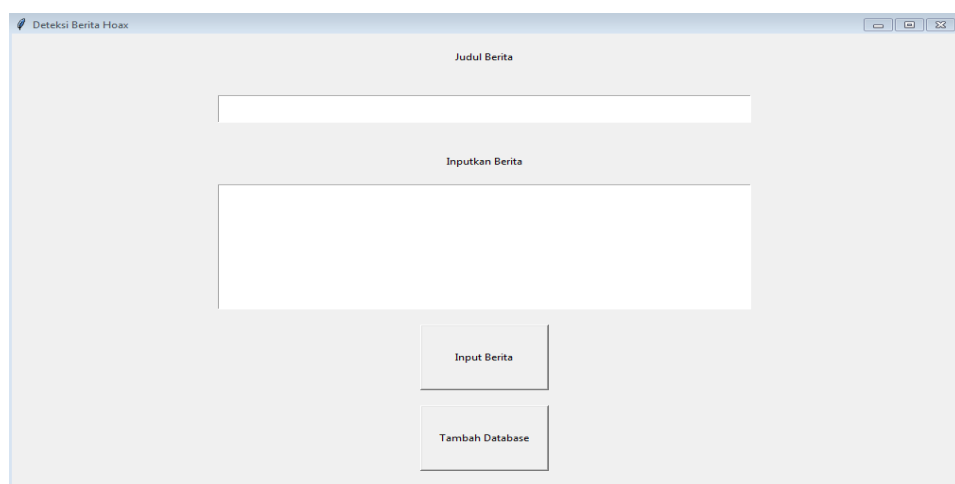 Deteksi Berita Hoax
Judul Berita
Inputkan Berita
Input Berita
Tambah Database